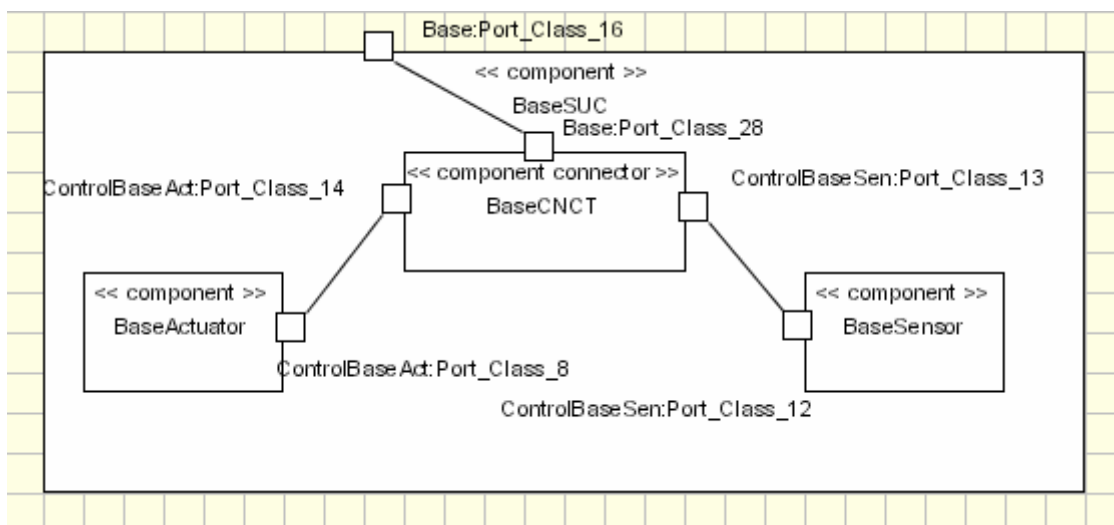 Base:Port_Class_16
<< component >>
BaseSUC
Base:Port_Class_28
<< component connector >>
BaseCNCT
ControlBaseAct:Port_Class_14
ControlBaseSen:Port_Class_13
<< component >>
BaseActuator
<< component >>
BaseSensor
ControlBaseAct:Port_Class_8
ControlBaseSen:Port_Class_12